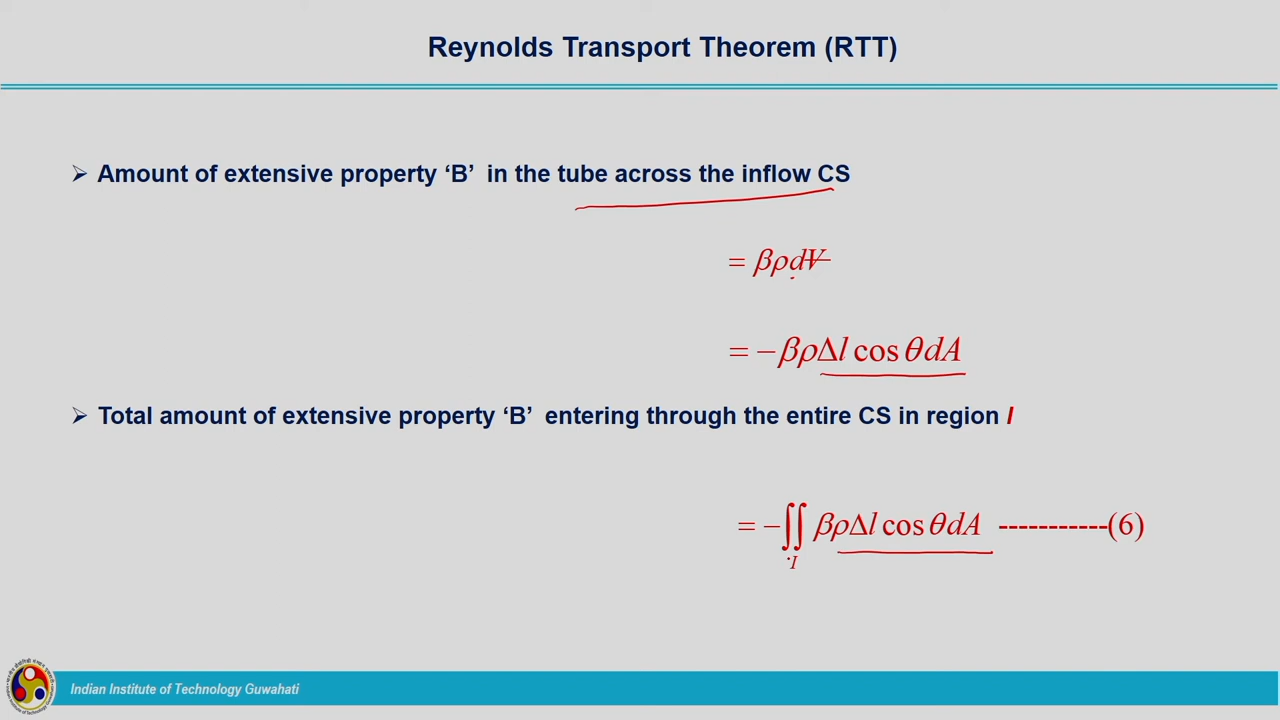 Reynolds Transport Theorem (RTT)
➢ Amount of extensive property ‘B’ in the tube across the inflow CS
= βρdV̶
= −βρΔl cos θdA
➢ Total amount of extensive property ‘B’ entering through the entire CS in region I
= −∬_I βρΔl cos θdA -----------(6)
Indian Institute of Technology Guwahati